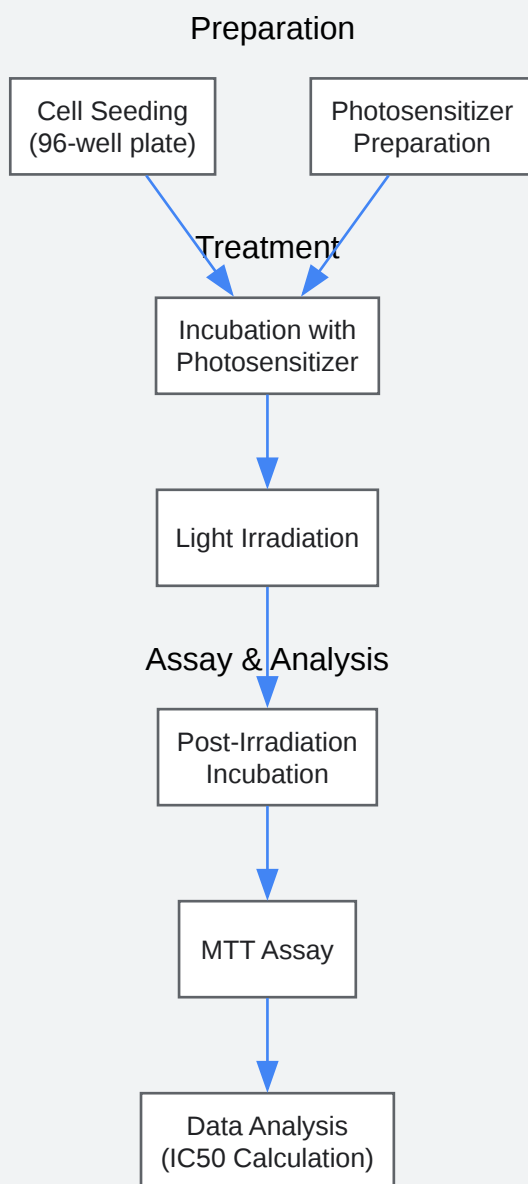 Preparation
Cell Seeding
(96-well plate)
Photosensitizer
Preparation
Treatment
Incubation with
Photosensitizer
Light Irradiation
Assay & Analysis
Post-Irradiation
Incubation
MTT Assay
Data Analysis
(IC50 Calculation)